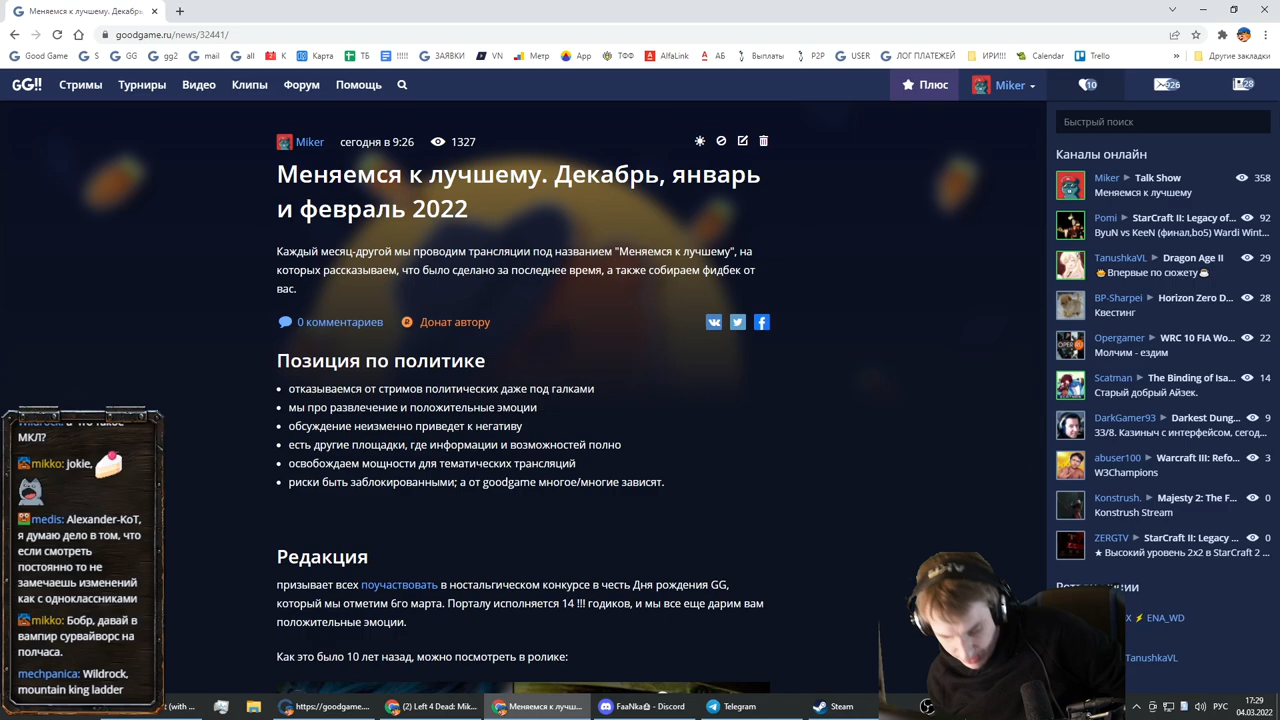 Меняемся к лучшему. Декабрь, я
goodgame.ru/news/32441/
Good Game
S
GG
gg2
mail
all
К
Карта
ТБ
!!!!!
ЗАЯВКИ
VN
Метр
App
ТФФ
AlfaLink
АБ
Выплаты
P2P
USER
ЛОГ ПЛАТЕЖЕЙ
ИРИ!!!
Calendar
Trello
»
Другие закладки
GG!!
Стримы
Турниры
Видео
Клипы
Форум
Помощь
Плюс
Miker
10
926
28
Miker
сегодня в 9:26
1327
Меняемся к лучшему. Декабрь, январь
и февраль 2022
Каждый месяц-другой мы проводим трансляции под названием "Меняемся к лучшему", на
которых рассказываем, что было сделано за последнее время, а также собираем фидбек от
вас.
0 комментариев
Донат автору
Позиция по политике
отказываемся от стримов политических даже под галками
мы про развлечение и положительные эмоции
обсуждение неизменно приведет к негативу
есть другие площадки, где информации и возможностей полно
освобождаем мощности для тематических трансляций
риски быть заблокированными; а от goodgame многое/многие зависят.
Редакция
призывает всех поучаствовать в ностальгическом конкурсе в честь Дня рождения GG,
который мы отметим 6го марта. Порталу исполняется 14 !!! годиков, и мы все еще дарим вам
положительные эмоции.
Как это было 10 лет назад, можно посмотреть в ролике:
Быстрый поиск
Каналы онлайн
Miker
Talk Show
358
Меняемся к лучшему
Pomi
StarCraft II: Legacy of...
92
ByuN vs KeeN (финал,bo5) Wardi Wint...
TanushkaVL
Dragon Age II
29
Впервые по сюжету
BP-Sharpei
Horizon Zero D...
28
Квестинг
Opergamer
WRC 10 FIA Wo...
22
Молчим - ездим
Scatman
The Binding of Isa...
14
Старый добрый Айзек.
DarkGamer93
Darkest Dung...
9
33/8. Казиныч с интерфейсом, сегод...
abuser100
Warcraft III: Refo...
3
W3Champions
Konstrush.
Majesty 2: The F...
0
Konstrush Stream
ZERGTV
StarCraft II: Legacy ...
0
★ Высокий уровень 2x2 в StarCraft 2 ...
ENA_WD
TanushkaVL
МКЛ?
mikko: jokie,
medis: Alexander-KoT,
я думаю дело в том, что
если смотреть
постоянно то не
замечаешь изменений
как с одноклассниками
mikko: Бобр, давай в
вампир сурвайворс на
полчаса.
mechpanica: Wildrock,
mountain king ladder
t (with ...
https://goodgame....
(2) Left 4 Dead: Mik...
Меняемся к лучш...
FaaNka - Discord
Telegram
Steam
РУС
17:29
04.03.2022